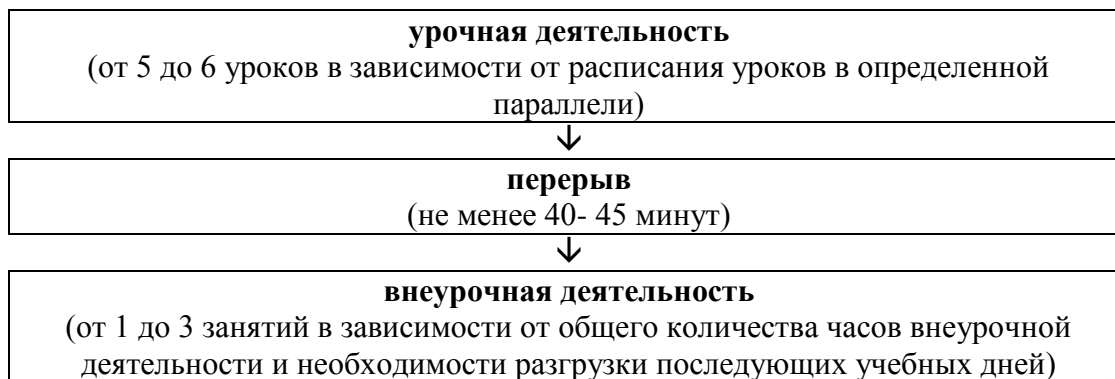 урочная деятельность
(от 5 до 6 уроков в зависимости от расписания уроков в определенной
параллели)
перерыв
(не менее 40- 45 минут)
внеурочная деятельность
(от 1 до 3 занятий в зависимости от общего количества часов внеурочной
деятельности и необходимости разгрузки последующих учебных дней)